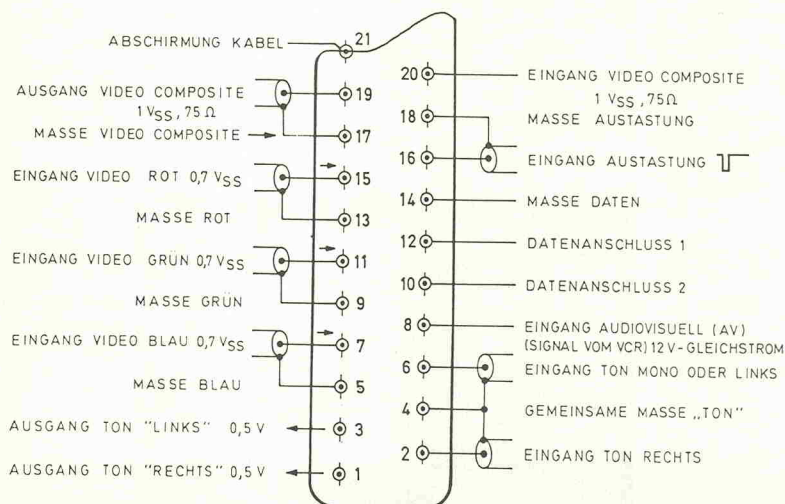 ABSCHIRMUNG KABEL 21
AUSGANG VIDEO COMPOSITE 19
1 VSS, 75Ω
MASSE VIDEO COMPOSITE 17
EINGANG VIDEO ROT 0,7 VSS 15
MASSE ROT 13
EINGANG VIDEO GRÜN 0,7 VSS 11
MASSE GRÜN 9
EINGANG VIDEO BLAU 0,7 VSS 7
MASSE BLAU 5
AUSGANG TON "LINKS" 0,5 V 3
AUSGANG TON "RECHTS" 0,5 V 1
20 EINGANG VIDEO COMPOSITE
1 VSS, 75Ω
18 MASSE AUSTASTUNG
16 EINGANG AUSTASTUNG
14 MASSE DATEN
12 DATENANSCHLUSS 1
10 DATENANSCHLUSS 2
8 EINGANG AUDIOVISUELL (AV)
(SIGNAL VOM VCR) 12 V-GLEICHSTROM
6 EINGANG TON MONO ODER LINKS
4 GEMEINSAME MASSE „TON"
2 EINGANG TON RECHTS